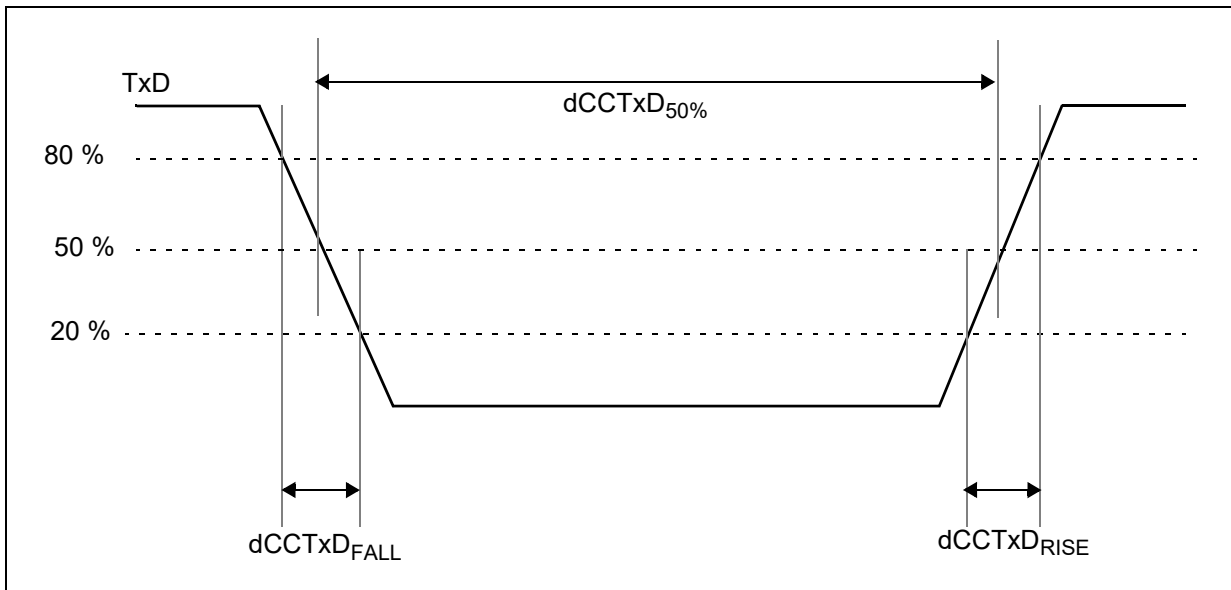 TxD
dCCTxD50%
80 %
50 %
20 %
dCCTxDFALL
dCCTxDRISE